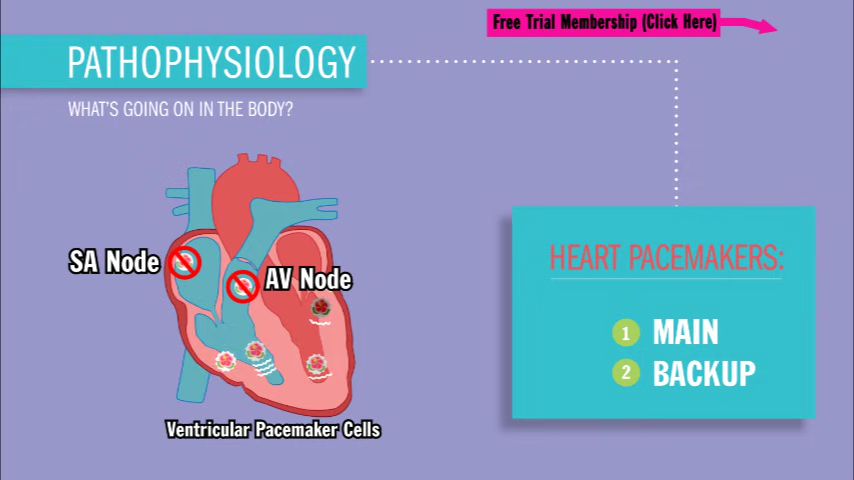 Free Trial Membership (Click Here)
PATHOPHYSIOLOGY
WHAT'S GOING ON IN THE BODY?
SA Node
AV Node
Ventricular Pacemaker Cells
HEART PACEMAKERS:
1 MAIN
2 BACKUP